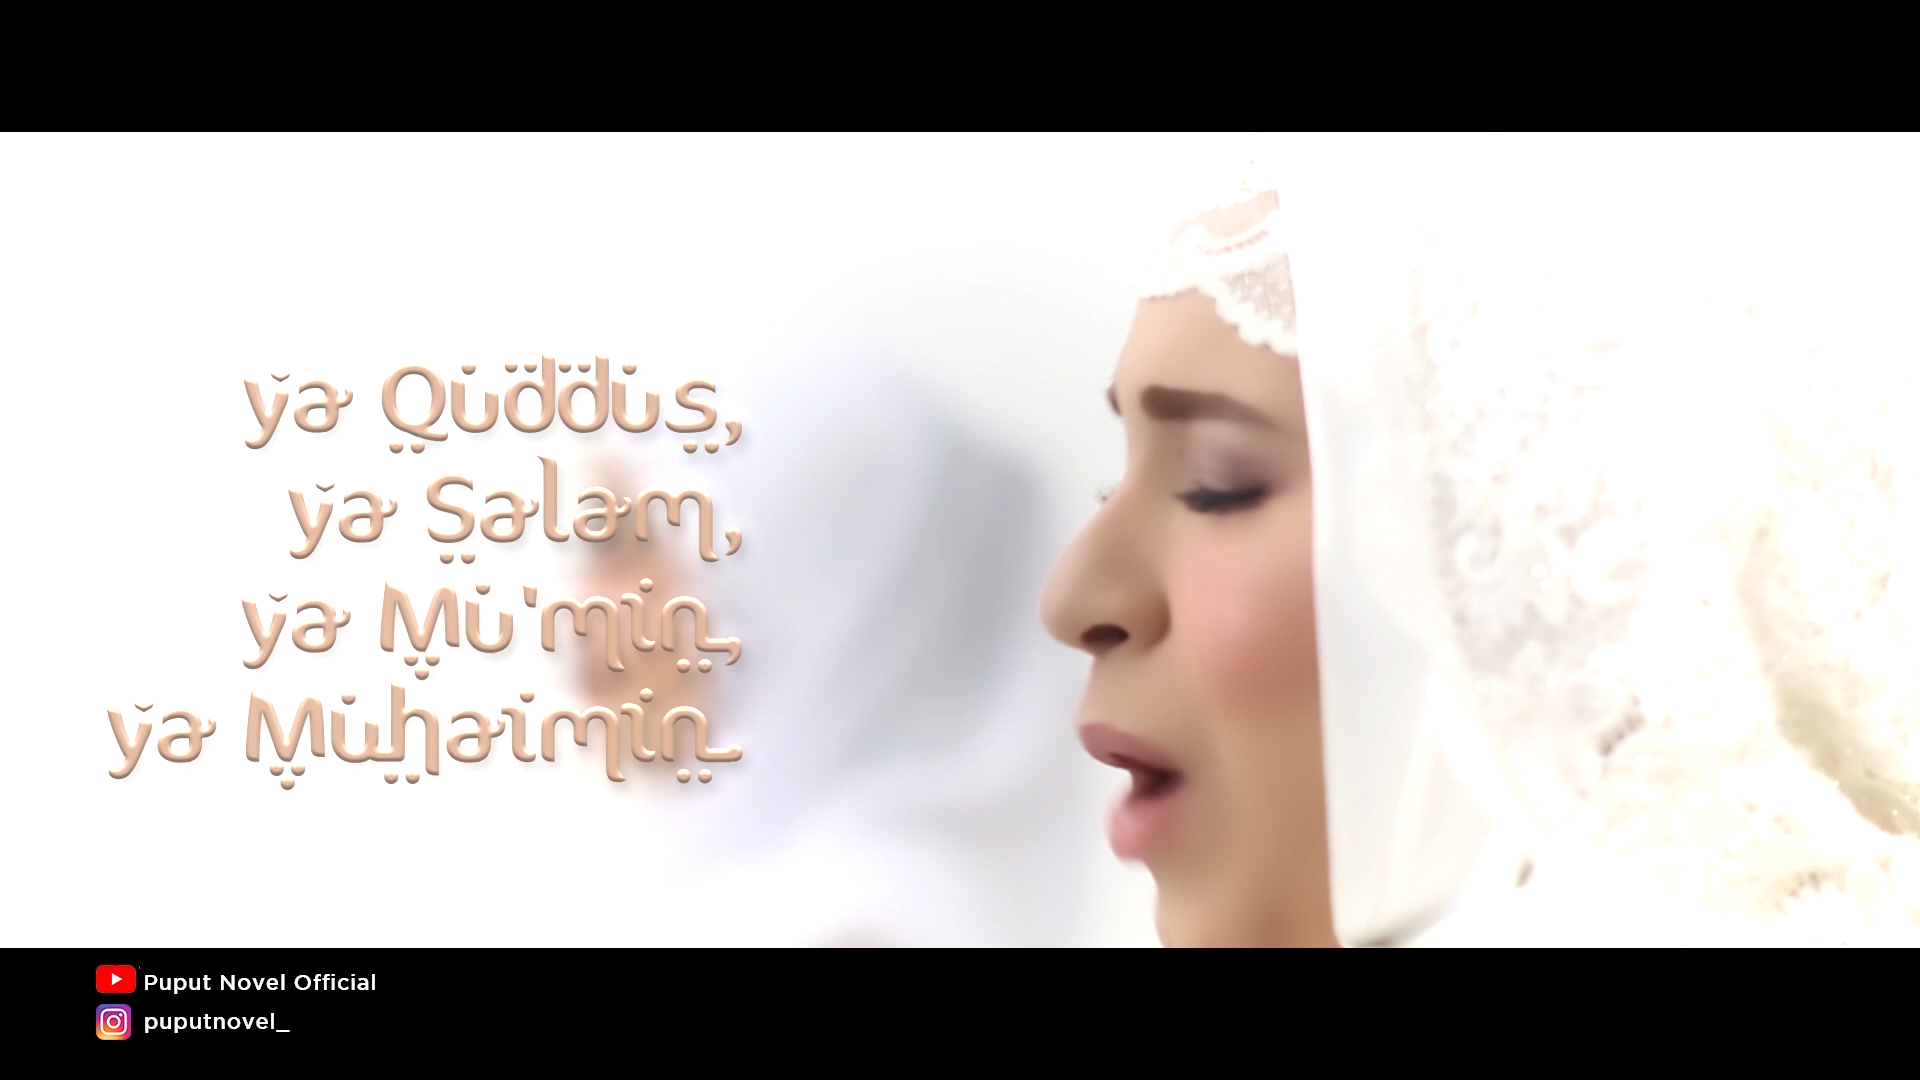 ya Quddus,
ya Salam,
ya Mu'min,
ya Muhaimin
Puput Novel Official
puputnovel_